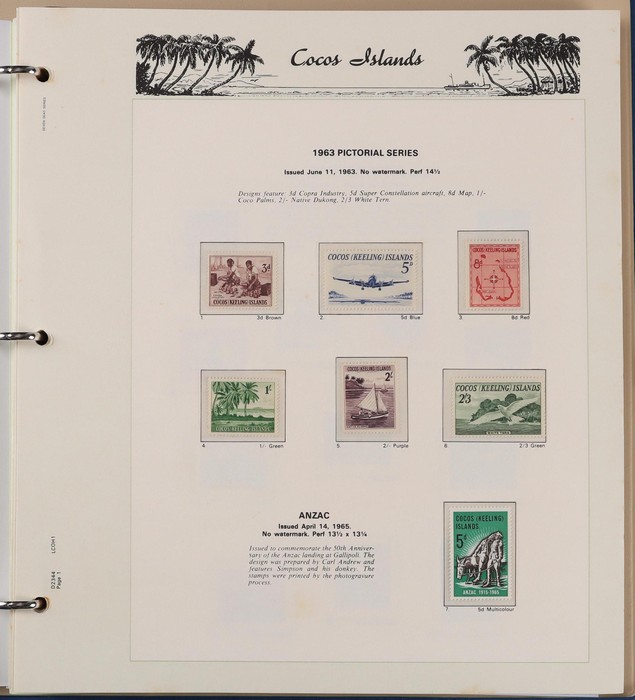 Cocos Islands
1963 PICTORIAL SERIES
Issued June 11, 1963. No watermark. Perf 14½
Designs feature: 3d Copra Industry, 5d Super Constellation aircraft, 8d Map, 1/-
Coco Palms, 2/- Native Dukong, 2/3 White Tern.
3d
COCOS (KEELING) ISLANDS
1. 3d Brown
COCOS (KEELING) ISLANDS
5D
2. 5d Blue
COCOS (KEELING) ISLANDS
8d
3. 8d Red
1/-
COCOS (KEELING) ISLANDS
4. 1/- Green
COCOS (KEELING) ISLANDS
2/-
5 2/- Purple
COCOS (KEELING) ISLANDS
2/3
WHITE TERN
6 2/3 Green
ANZAC
Issued April 14, 1965.
No watermark. Perf 13½ x 13¼
Issued to commemorate the 50th Anniver-
sary of the Anzac landing at Gallipoli. The
design was prepared by Carl Andrew and
features Simpson and his donkey. The
stamps were printed by the photogravure
process.
COCOS (KEELING)
ISLANDS
5D
ANZAC 1915-1965
7 5d Multicolour
LCOH1
D2344
Page 1